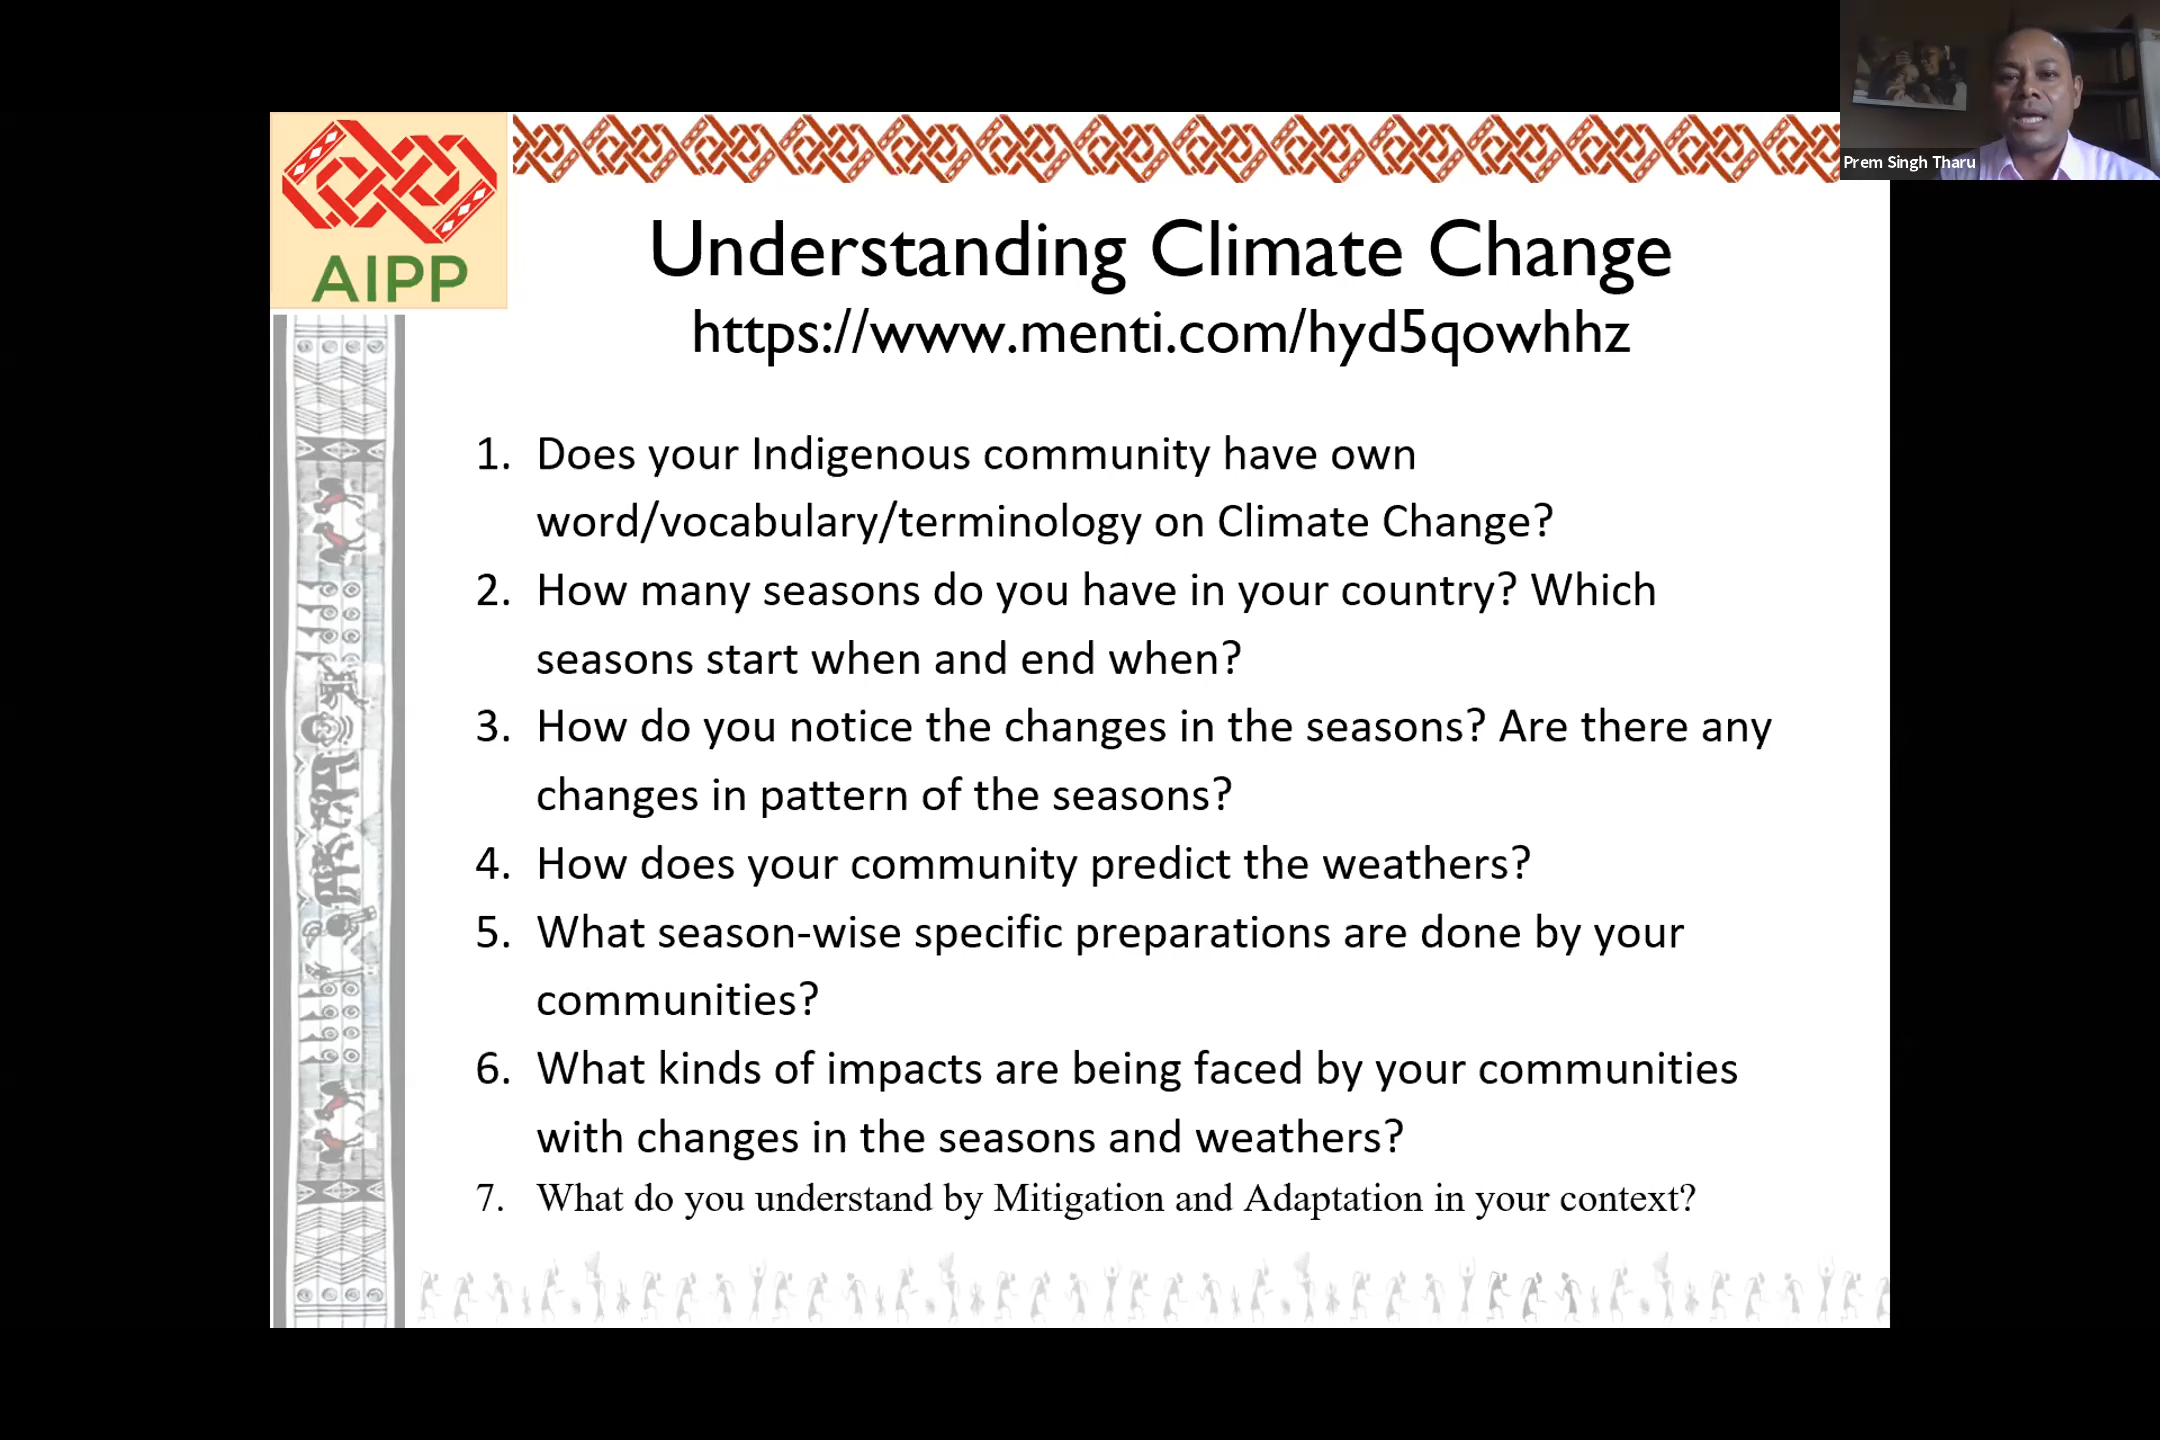 Prem Singh Tharu
AIPP
Understanding Climate Change
https://www.menti.com/hyd5qowhhz
1. Does your Indigenous community have own
word/vocabulary/terminology on Climate Change?
2. How many seasons do you have in your country? Which
seasons start when and end when?
3. How do you notice the changes in the seasons? Are there any
changes in pattern of the seasons?
4. How does your community predict the weathers?
5. What season-wise specific preparations are done by your
communities?
6. What kinds of impacts are being faced by your communities
with changes in the seasons and weathers?
7. What do you understand by Mitigation and Adaptation in your context?